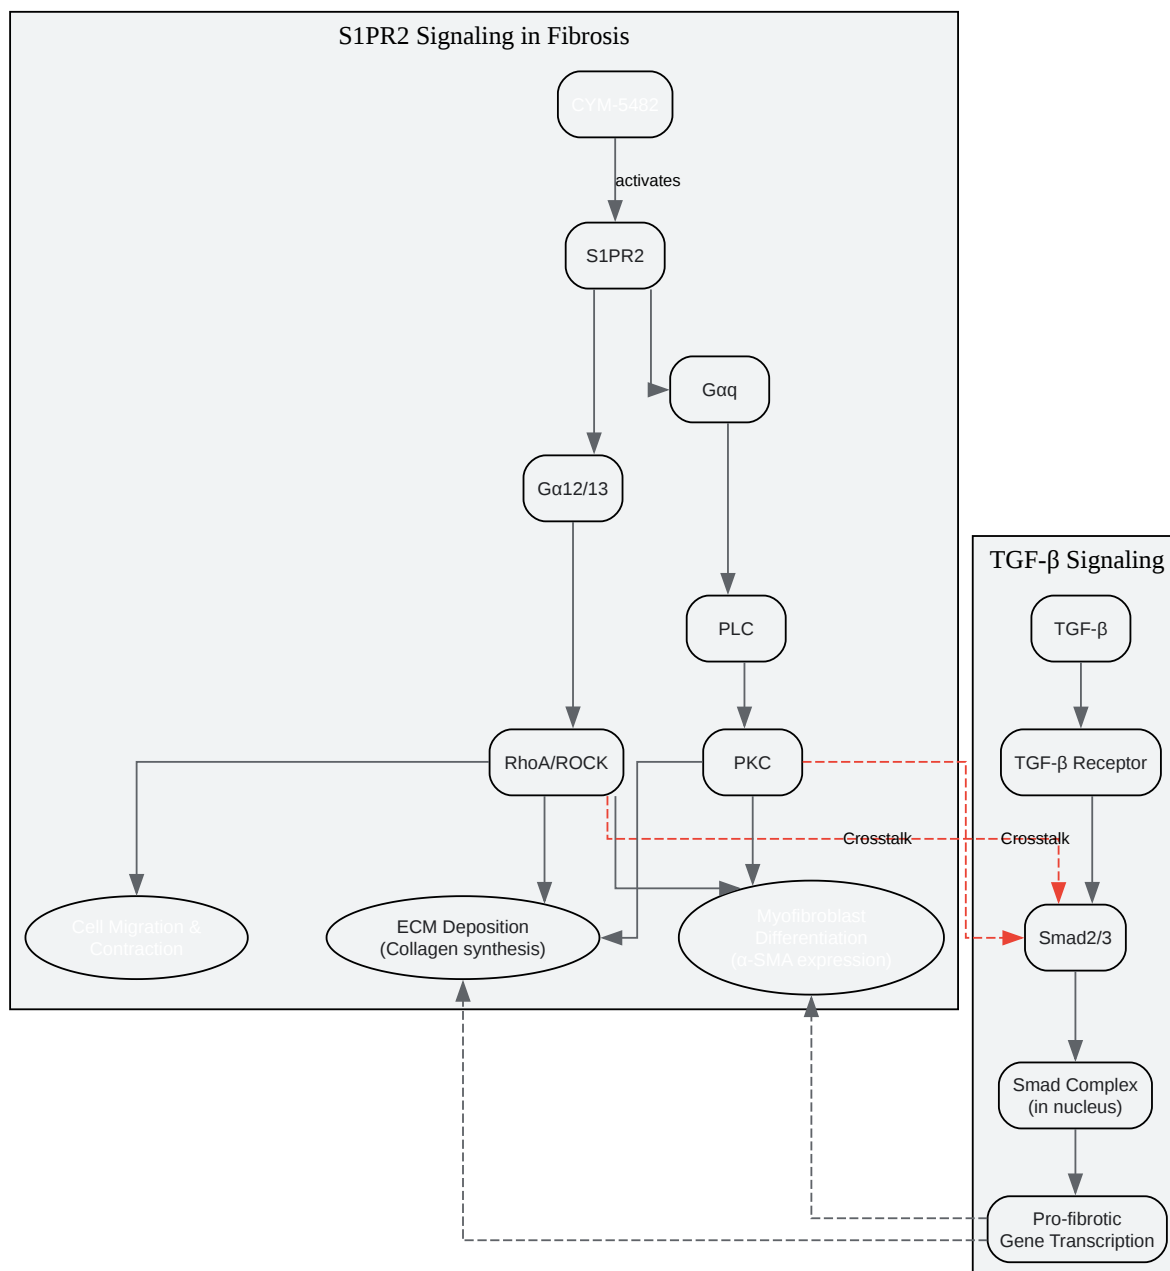 S1PR2 Signaling in Fibrosis
CYM-5482
activates
S1PR2
Gαq
Gα12/13
TGF-β Signaling
PLC
TGF-β
RhoA/ROCK
PKC
TGF-β Receptor
Crosstalk
Crosstalk
Cell Migration &
Contraction
ECM Deposition
(Collagen synthesis)
Myofibroblast
Differentiation
(α-SMA expression)
Smad2/3
Smad Complex
(in nucleus)
Pro-fibrotic
Gene Transcription